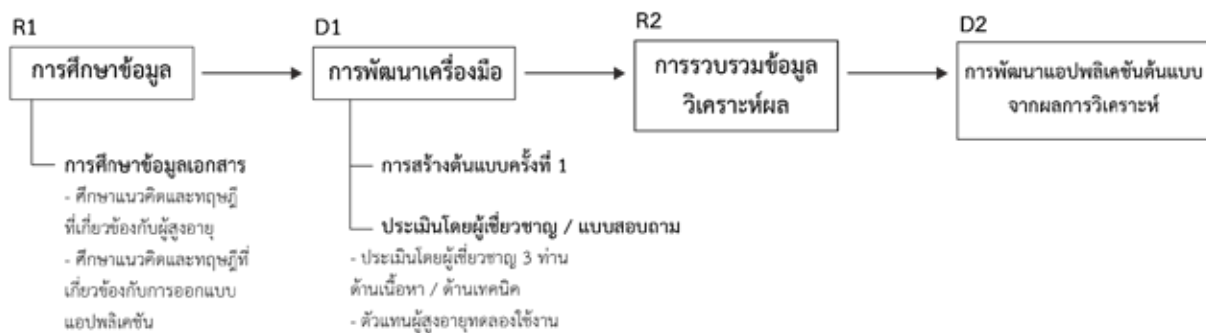 R1
การศึกษาข้อมูล
การศึกษาข้อมูลเอกสาร
- ศึกษาแนวคิดและทฤษฎี
ที่เกี่ยวข้องกับผู้สูงอายุ
- ศึกษาแนวคิดและทฤษฎีที่
เกี่ยวข้องกับการออกแบบ
แอปพลิเคชัน
D1
การพัฒนาเครื่องมือ
การสร้างต้นแบบครั้งที่ 1
ประเมินโดยผู้เชี่ยวชาญ / แบบสอบถาม
- ประเมินโดยผู้เชี่ยวชาญ 3 ท่าน
ด้านเนื้อหา / ด้านเทคนิค
- ตัวแทนผู้สูงอายุทดลองใช้งาน
R2
การรวบรวมข้อมูล
วิเคราะห์ผล
D2
การพัฒนาแอปพลิเคชันต้นแบบ
จากผลการวิเคราะห์